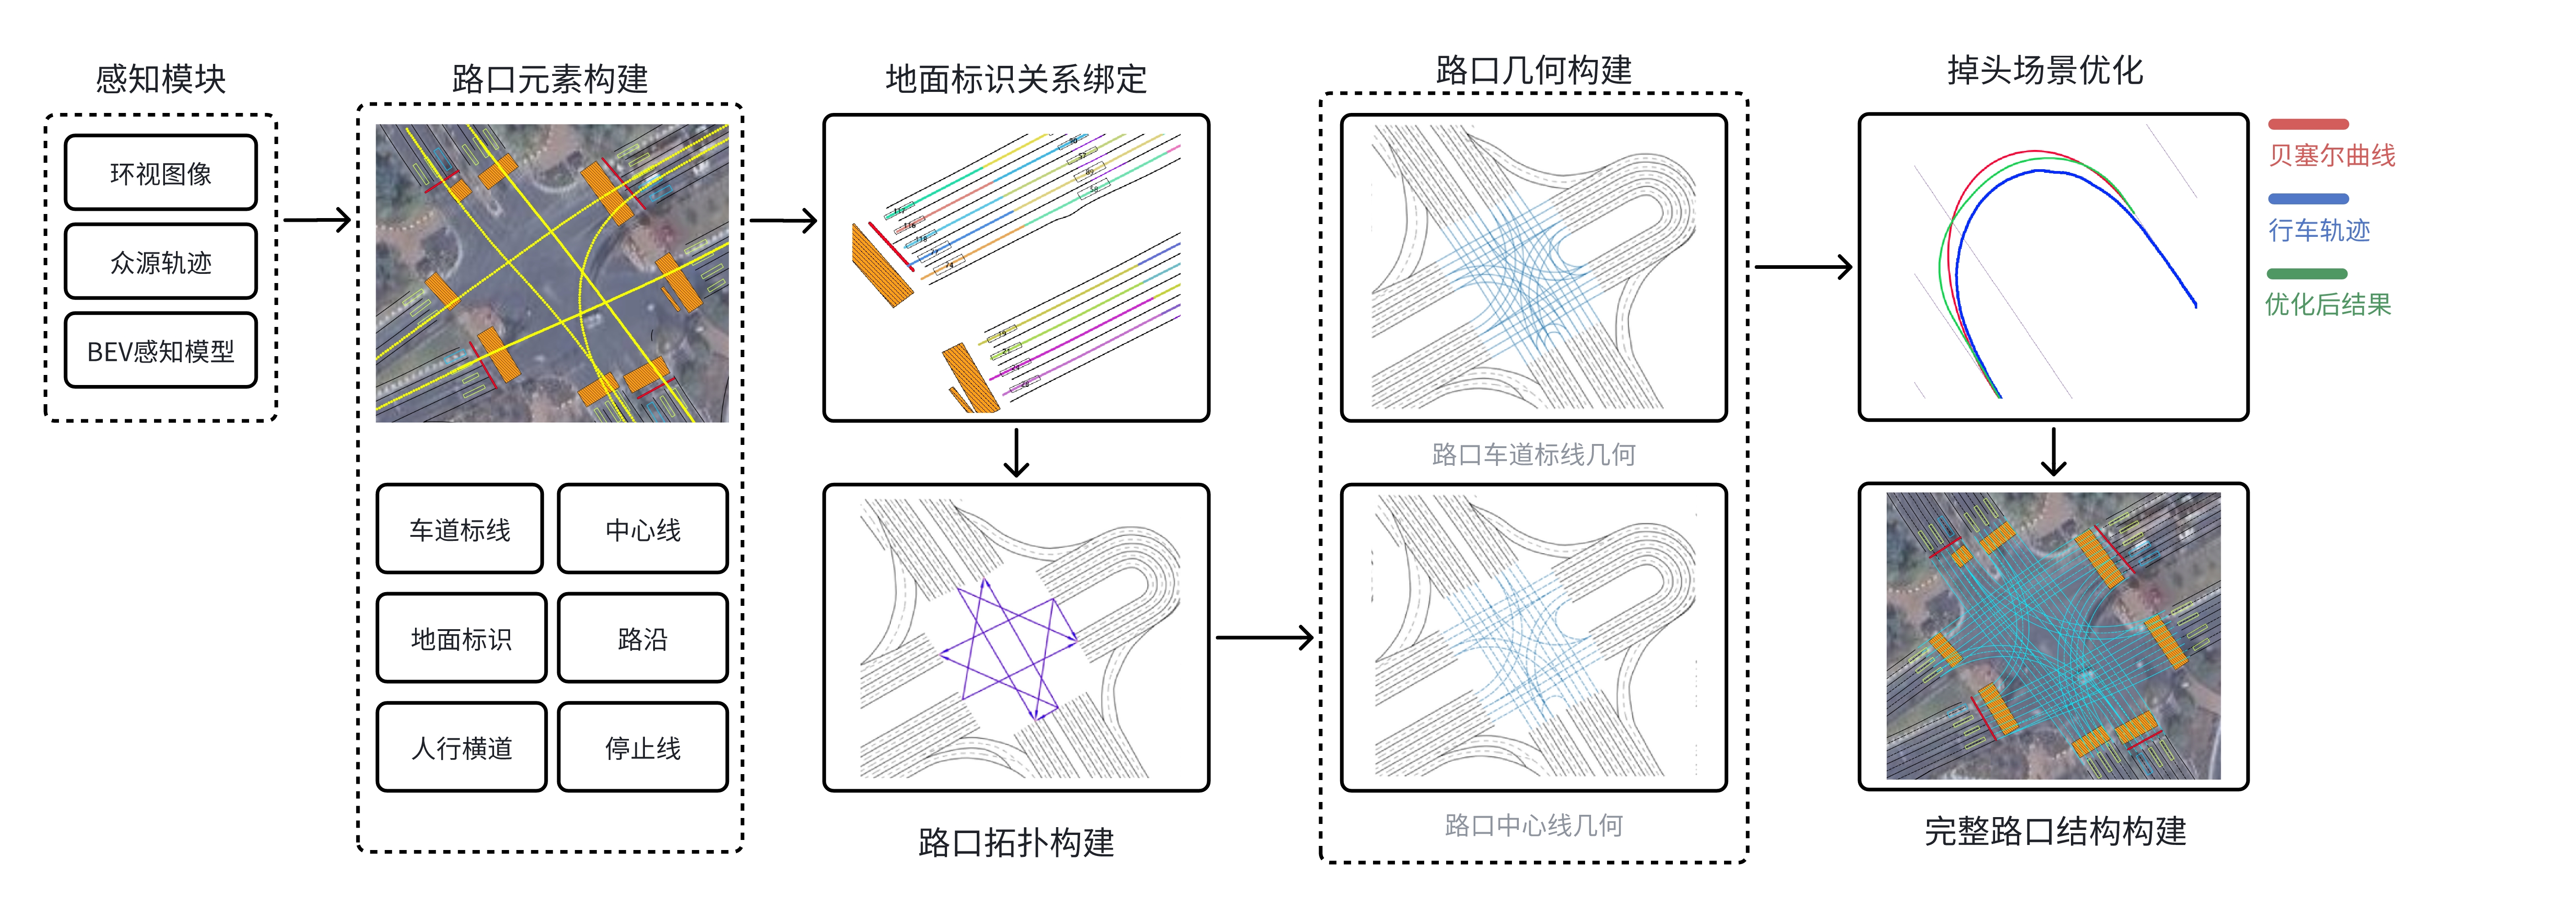 感知模块
环视图像
众源轨迹
BEV感知模型
路口元素构建
车道标线
中心线
地面标识
路沿
人行横道
停止线
地面标识关系绑定
路口拓扑构建
路口几何构建
路口车道标线几何
路口中心线几何
掉头场景优化
贝塞尔曲线
行车轨迹
优化后结果
完整路口结构构建